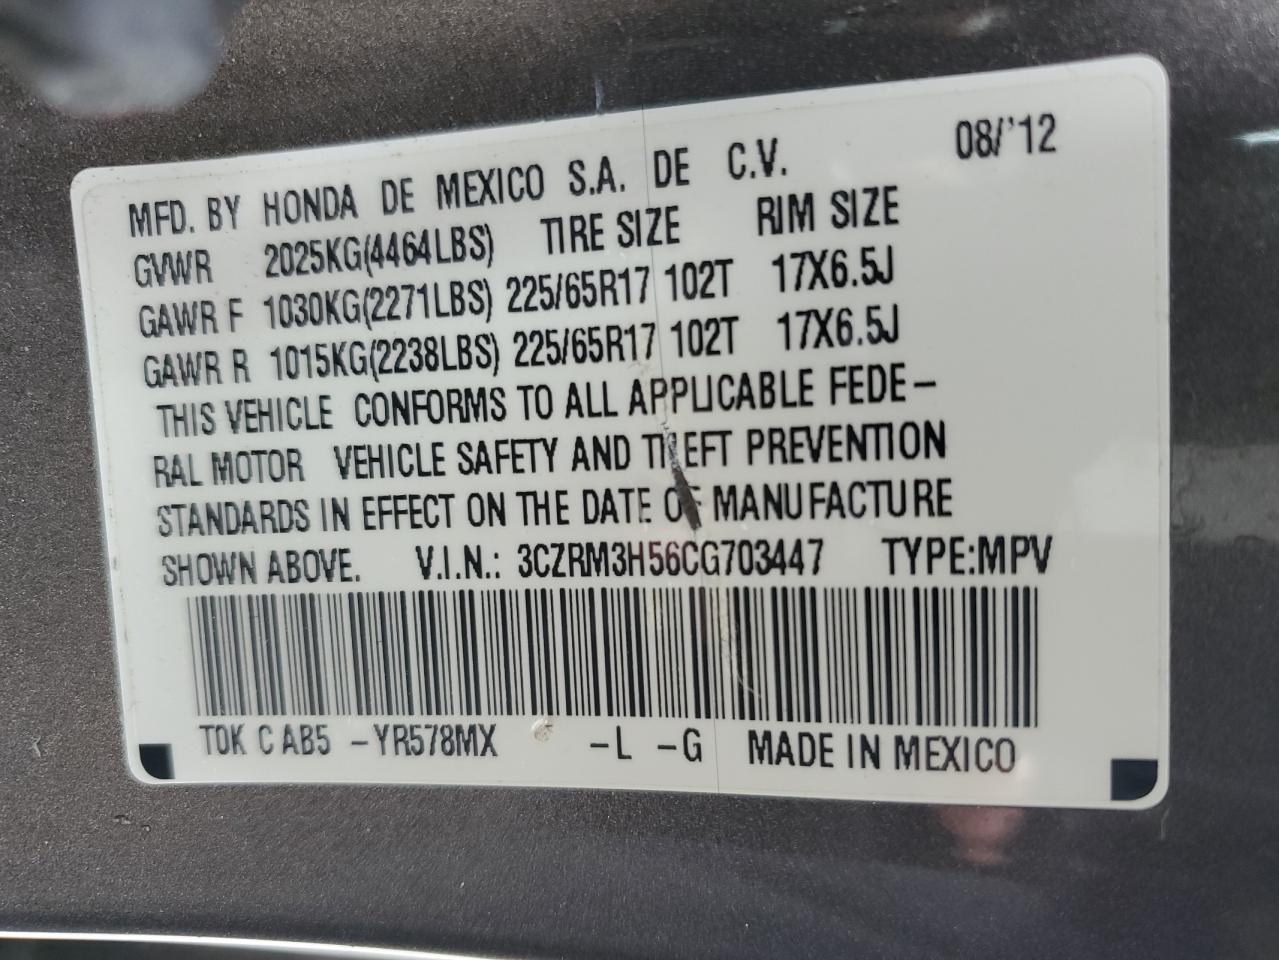 MFD. BY HONDA DE MEXICO S.A. DE C.V. 08/'12
GVWR 2025KG(4464LBS) TIRE SIZE RIM SIZE
GAWR F 1030KG(2271LBS) 225/65R17 102T 17X6.5J
GAWR R 1015KG(2238LBS) 225/65R17 102T 17X6.5J
THIS VEHICLE CONFORMS TO ALL APPLICABLE FEDE-
RAL MOTOR VEHICLE SAFETY AND THEFT PREVENTION
STANDARDS IN EFFECT ON THE DATE OF MANUFACTURE
SHOWN ABOVE. V.I.N.: 3CZRM3H56CG703447 TYPE:MPV
T0K C AB5 -YR578MX -L -G MADE IN MEXICO